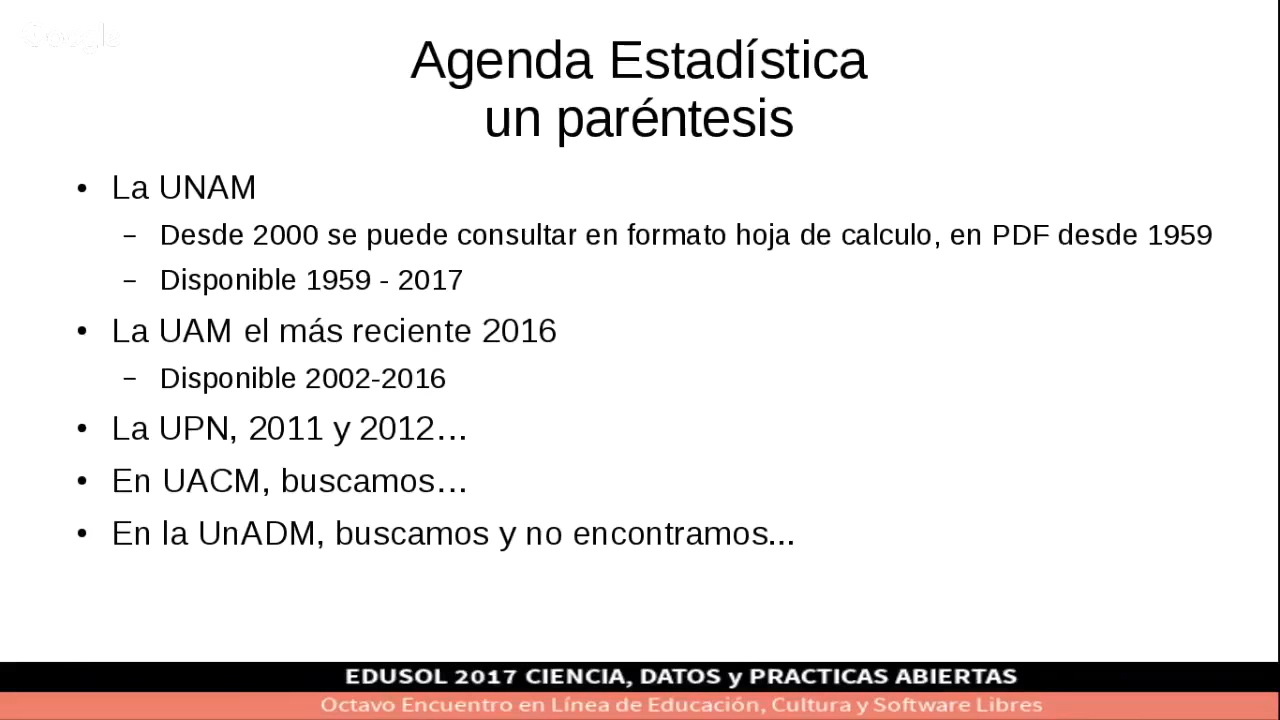 Google
Agenda Estadística
un paréntesis
• La UNAM
– Desde 2000 se puede consultar en formato hoja de calculo, en PDF desde 1959
– Disponible 1959 - 2017
• La UAM el más reciente 2016
– Disponible 2002-2016
• La UPN, 2011 y 2012…
• En UACM, buscamos…
• En la UnADM, buscamos y no encontramos...
EDUSOL 2017 CIENCIA, DATOS y PRACTICAS ABIERTAS
Octavo Encuentro en Línea de Educación, Cultura y Software Libres